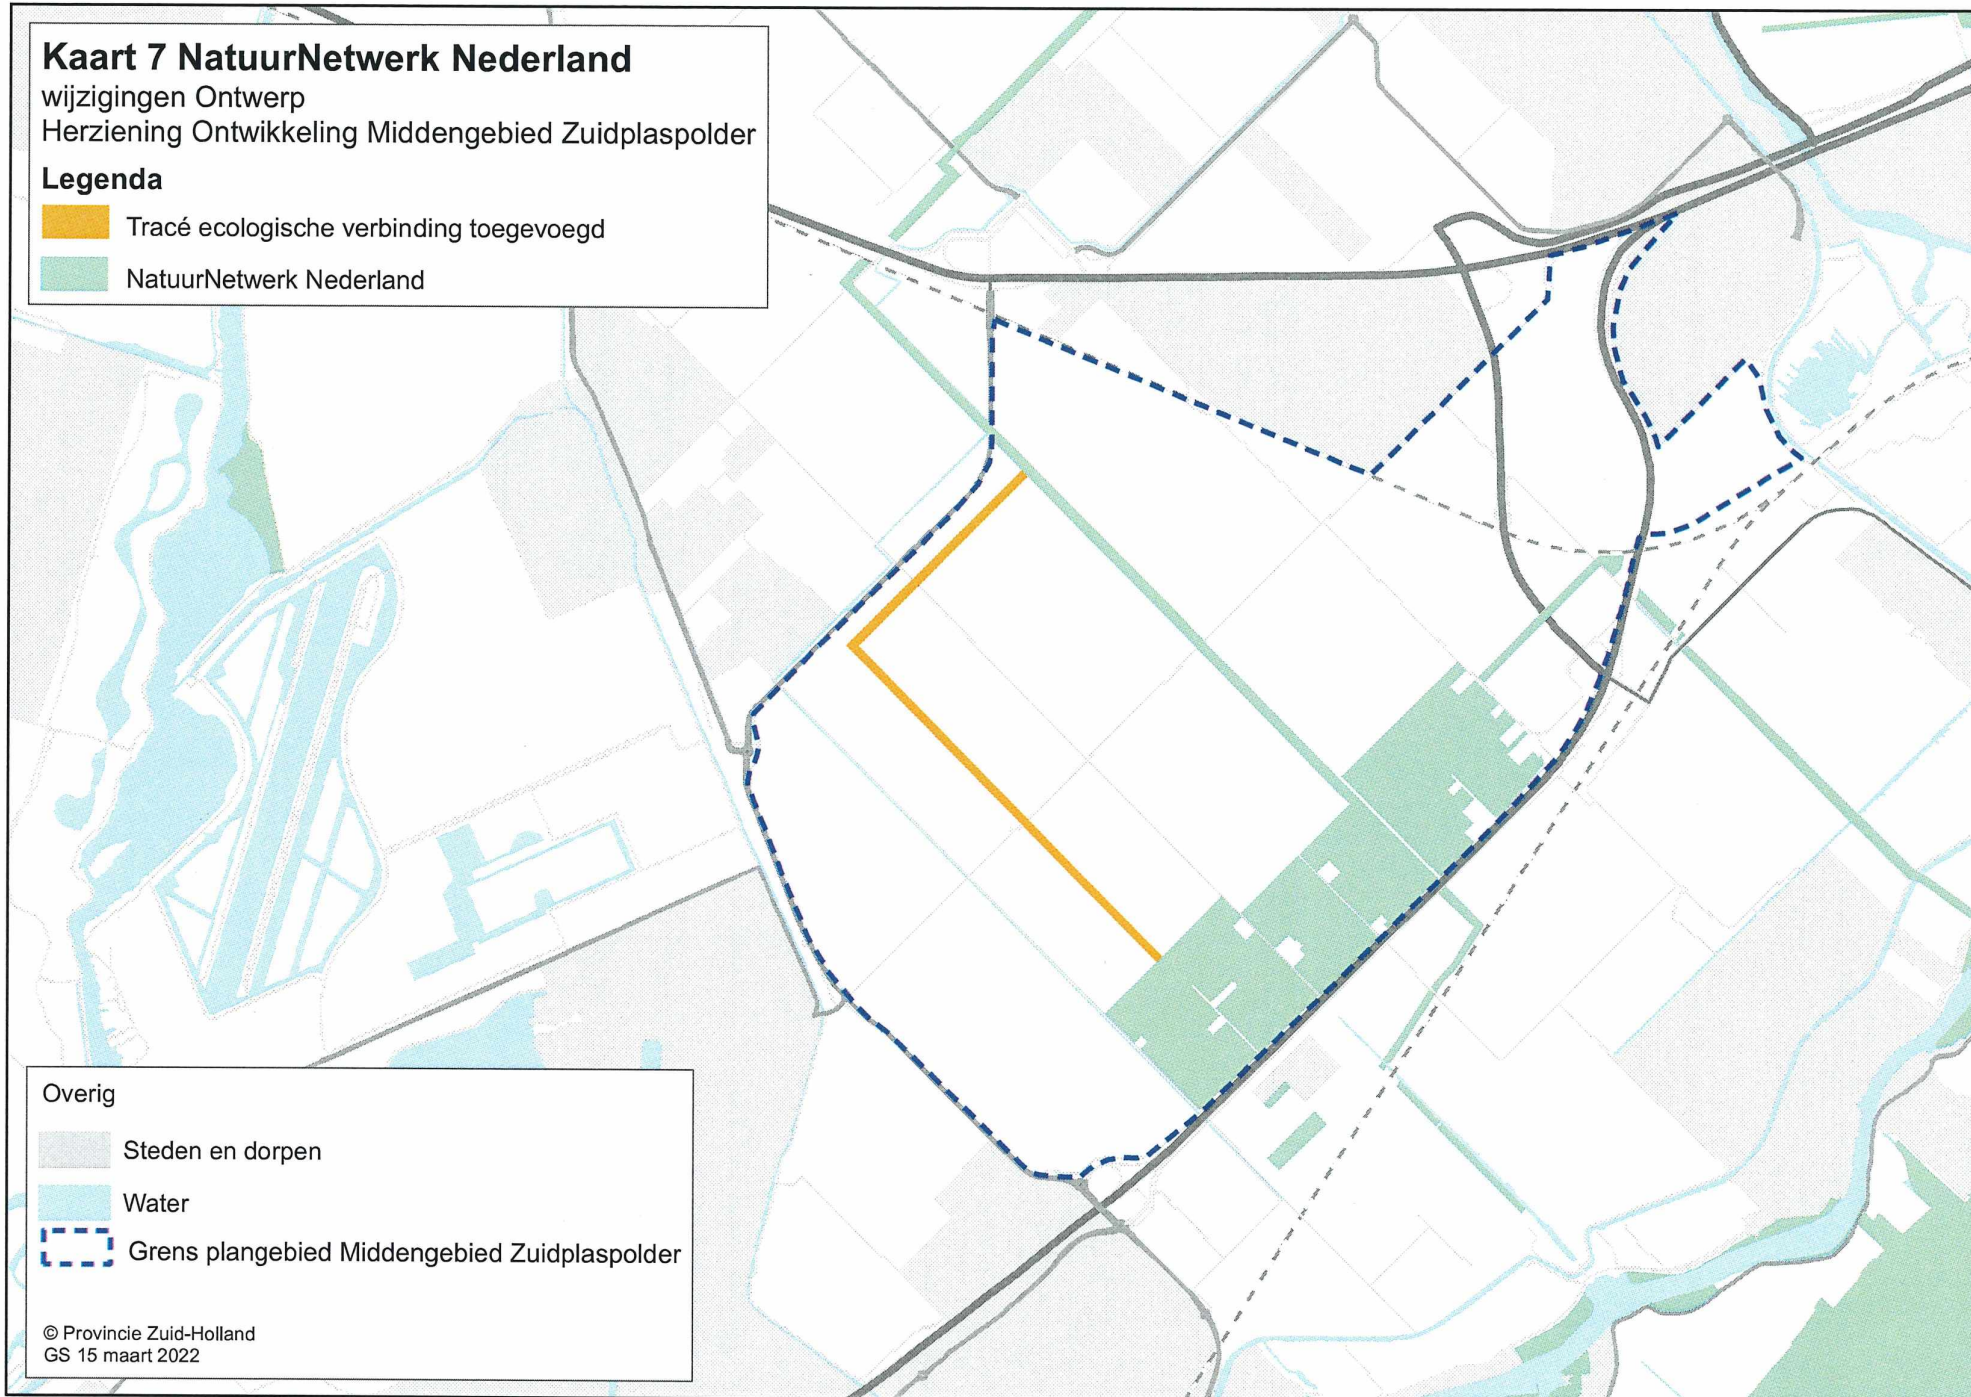 Kaart 7 NatuurNetwerk Nederland
wijzigingen Ontwerp
Herziening Ontwikkeling Middengebied Zuidplaspolder
Legenda
Tracé ecologische verbinding toegevoegd
NatuurNetwerk Nederland
Overig
Steden en dorpen
Water
Grens plangebied Middengebied Zuidplaspolder
© Provincie Zuid-Holland
GS 15 maart 2022